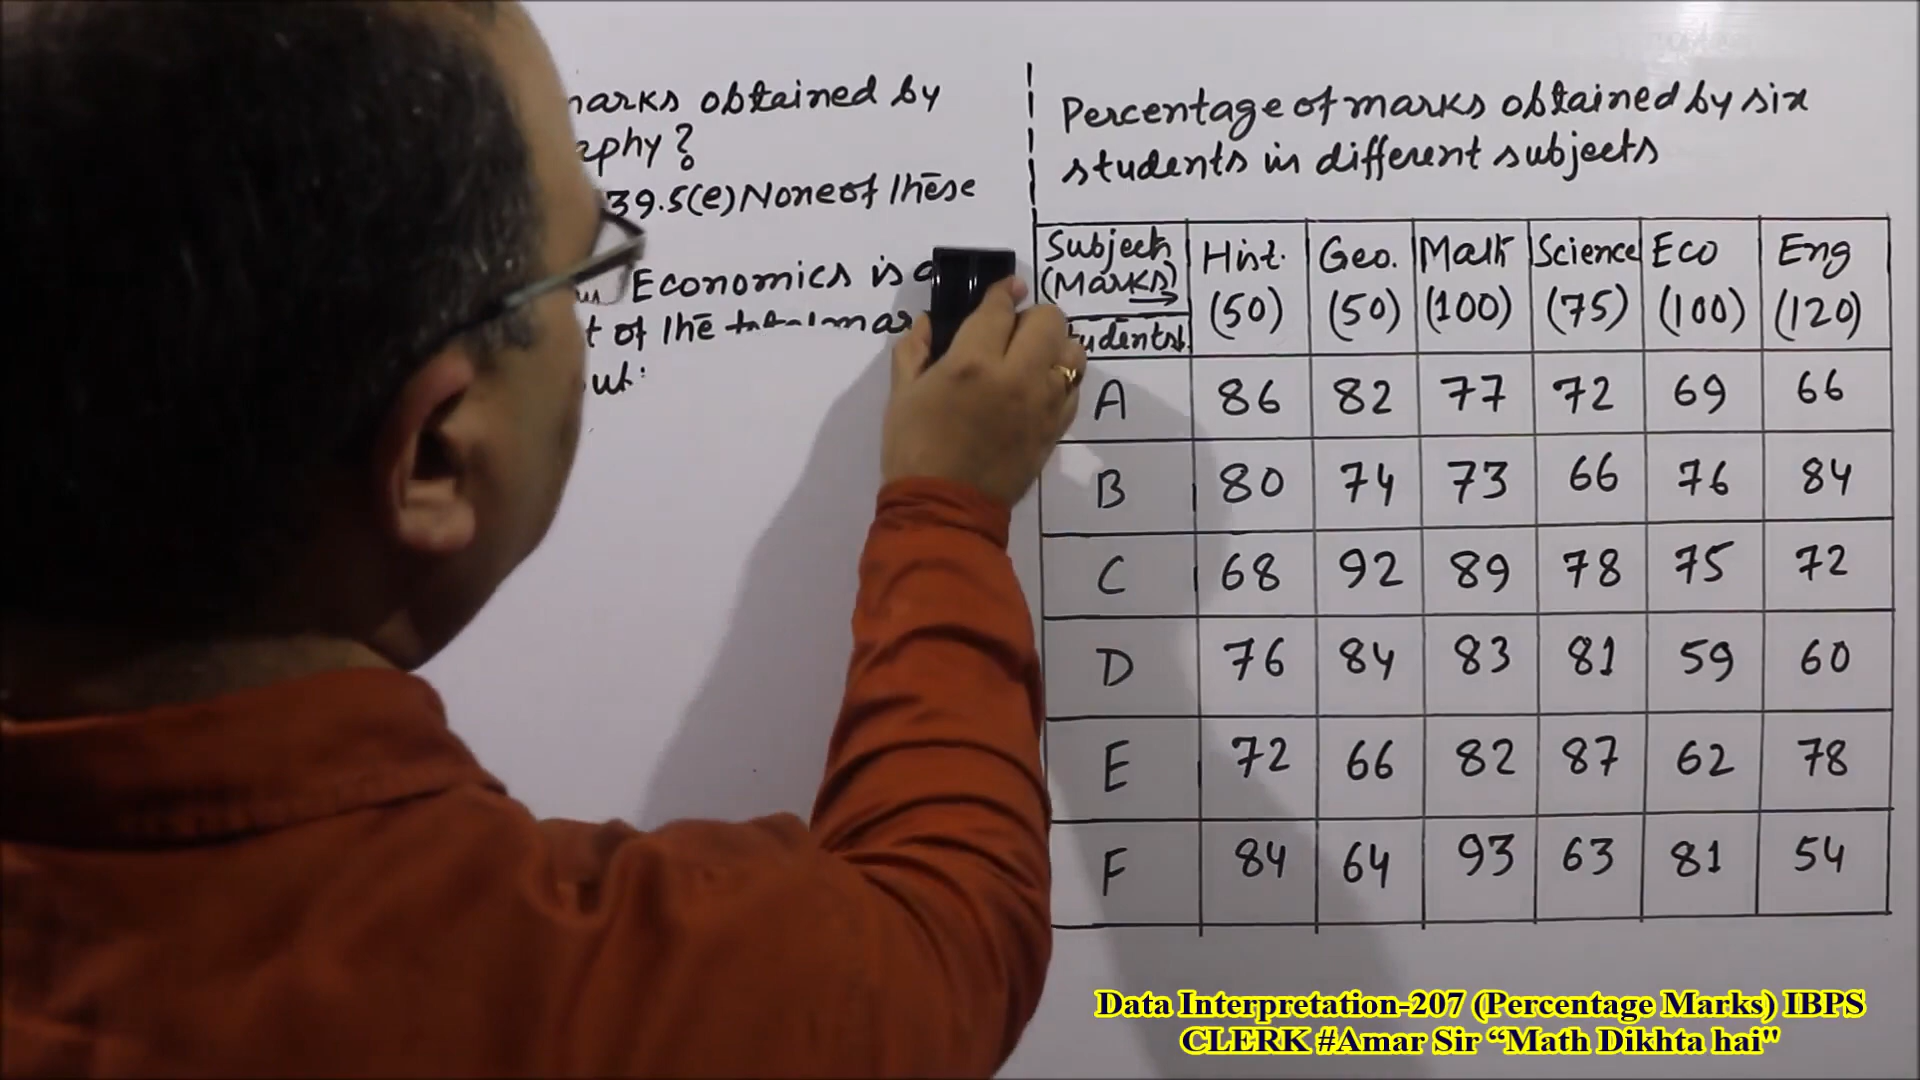 marks obtained by
aphy?
39.5(e) None of these
Economics is
t of the total mar
out:
Percentage of marks obtained by six
students in different subjects
Subject Hist. Geo. Math Science Eco Eng
(Marks) (50) (50) (100) (75) (100) (120)
Students
A 86 82 77 72 69 66
B 80 74 73 66 76 84
C 68 92 89 78 75 72
D 76 84 83 81 59 60
E 72 66 82 87 62 78
F 84 64 93 63 81 54
Data Interpretation-207 (Percentage Marks) IBPS
CLERK #Amar Sir “Math Dikhta hai"